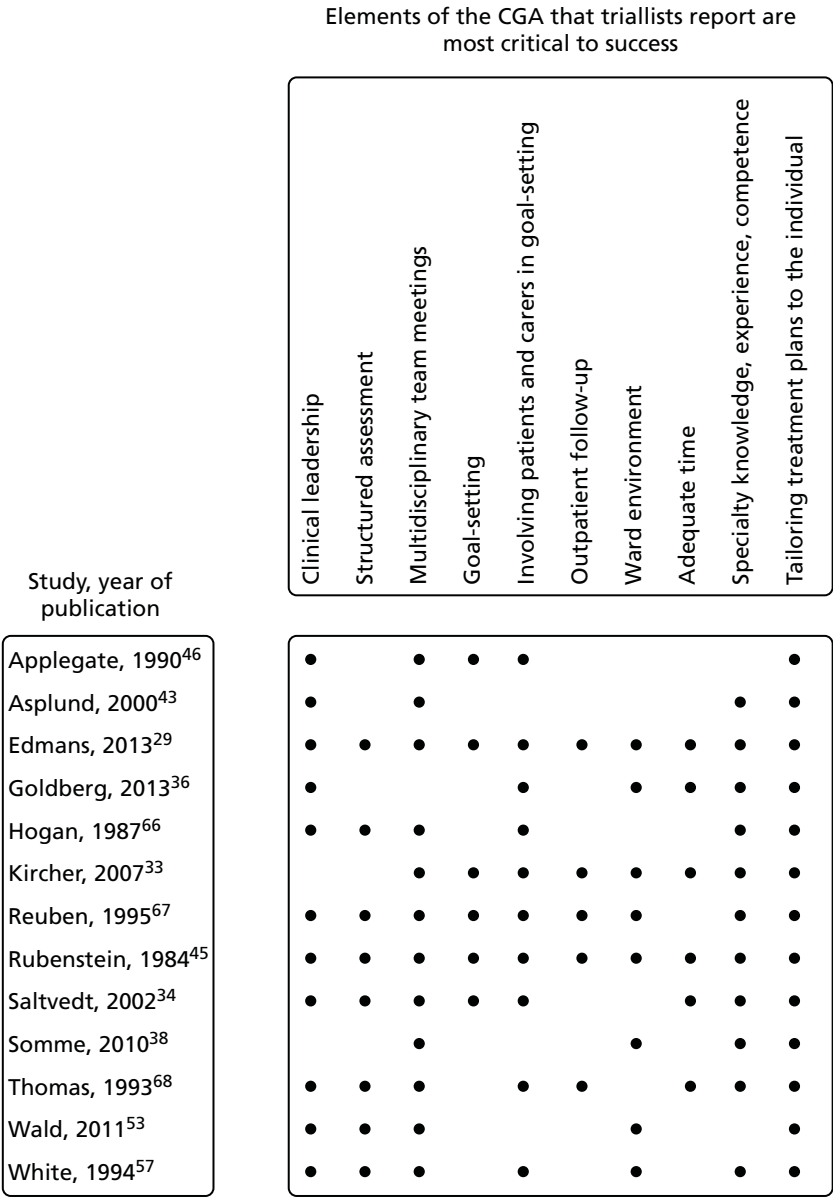 Elements of the CGA that triallists report are
most critical to success
Clinical leadership
Structured assessment
Multidisciplinary team meetings
Goal-setting
Involving patients and carers in goal-setting
Outpatient follow-up
Ward environment
Adequate time
Specialty knowledge, experience, competence
Tailoring treatment plans to the individual
Study, year of
publication
Applegate, 1990⁴⁶
Asplund, 2000⁴³
Edmans, 2013²⁹
Goldberg, 2013³⁶
Hogan, 1987⁶⁶
Kircher, 2007³³
Reuben, 1995⁶⁷
Rubenstein, 1984⁴⁵
Saltvedt, 2002³⁴
Somme, 2010³⁸
Thomas, 1993⁶⁸
Wald, 2011⁵³
White, 1994⁵⁷